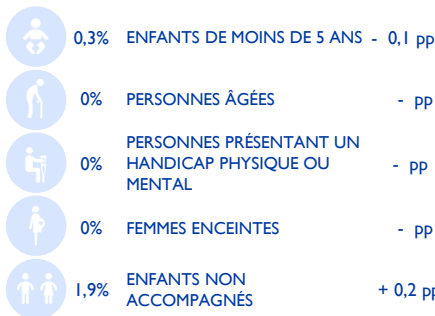 0,3% ENFANTS DE MOINS DE 5 ANS - 0,1 pp
0% PERSONNES ÂGÉES - pp
PERSONNES PRÉSENTANT UN
0% HANDICAP PHYSIQUE OU - pp
MENTAL
0% FEMMES ENCEINTES - pp
1,9% ENFANTS NON
ACCOMPAGNÉS + 0,2 pp